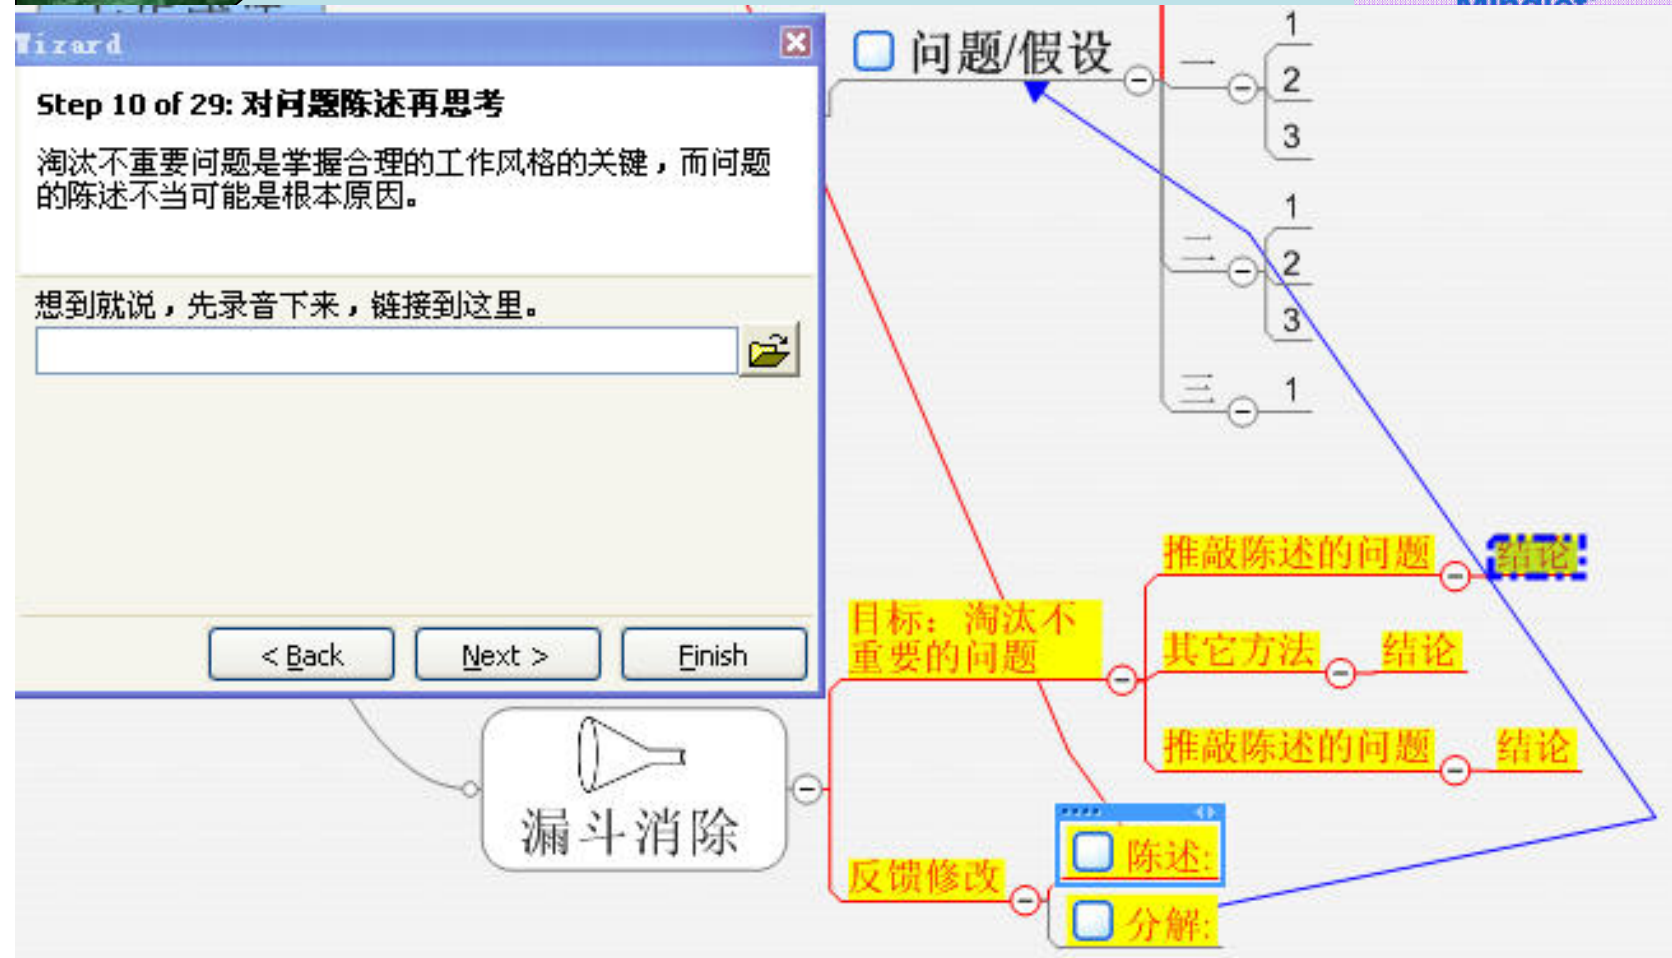 Wizard
Step 10 of 29: 对问题陈述再思考
淘汰不重要问题是掌握合理的工作风格的关键，而问题
的陈述不当可能是根本原因。
想到就说，先录音下来，链接到这里。
< Back
Next >
Finish
问题/假设
一
1
2
3
二
1
2
3
三
1
漏斗消除
目标：淘汰不
重要的问题
推敲陈述的问题
结论
其它方法
结论
推敲陈述的问题
结论
反馈修改
陈述:
分解: